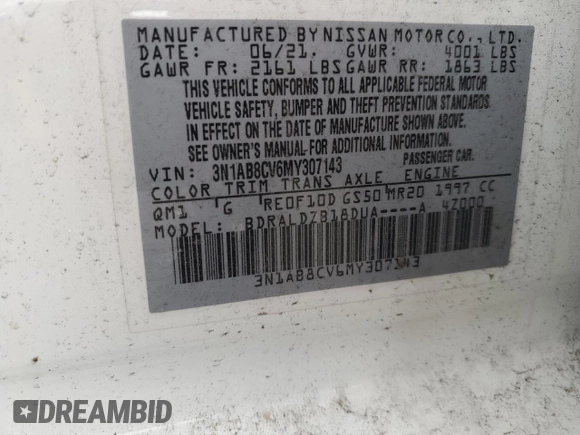 MANUFACTURED BY NISSAN MOTOR CO., LTD.
DATE: 06/21. GVWR: 4001 LBS
GAWR FR: 2161 LBS GAWR RR: 1863 LBS
THIS VEHICLE CONFORMS TO ALL APPLICABLE FEDERAL MOTOR
VEHICLE SAFETY, BUMPER AND THEFT PREVENTION STANDARDS
IN EFFECT ON THE DATE OF MANUFACTURE SHOWN ABOVE.
SEE OWNER'S MANUAL FOR ADDITIONAL INFORMATION.
VIN: 3N1AB8CV6MY307143 PASSENGER CAR.
COLOR TRIM TRANS AXLE ENGINE
QM1 G RE0F10D GS50 MR20 1997 CC
MODEL: BDRALDZB18DUA----A 4Z000
3N1AB8CV6MY307143
DREAMBID